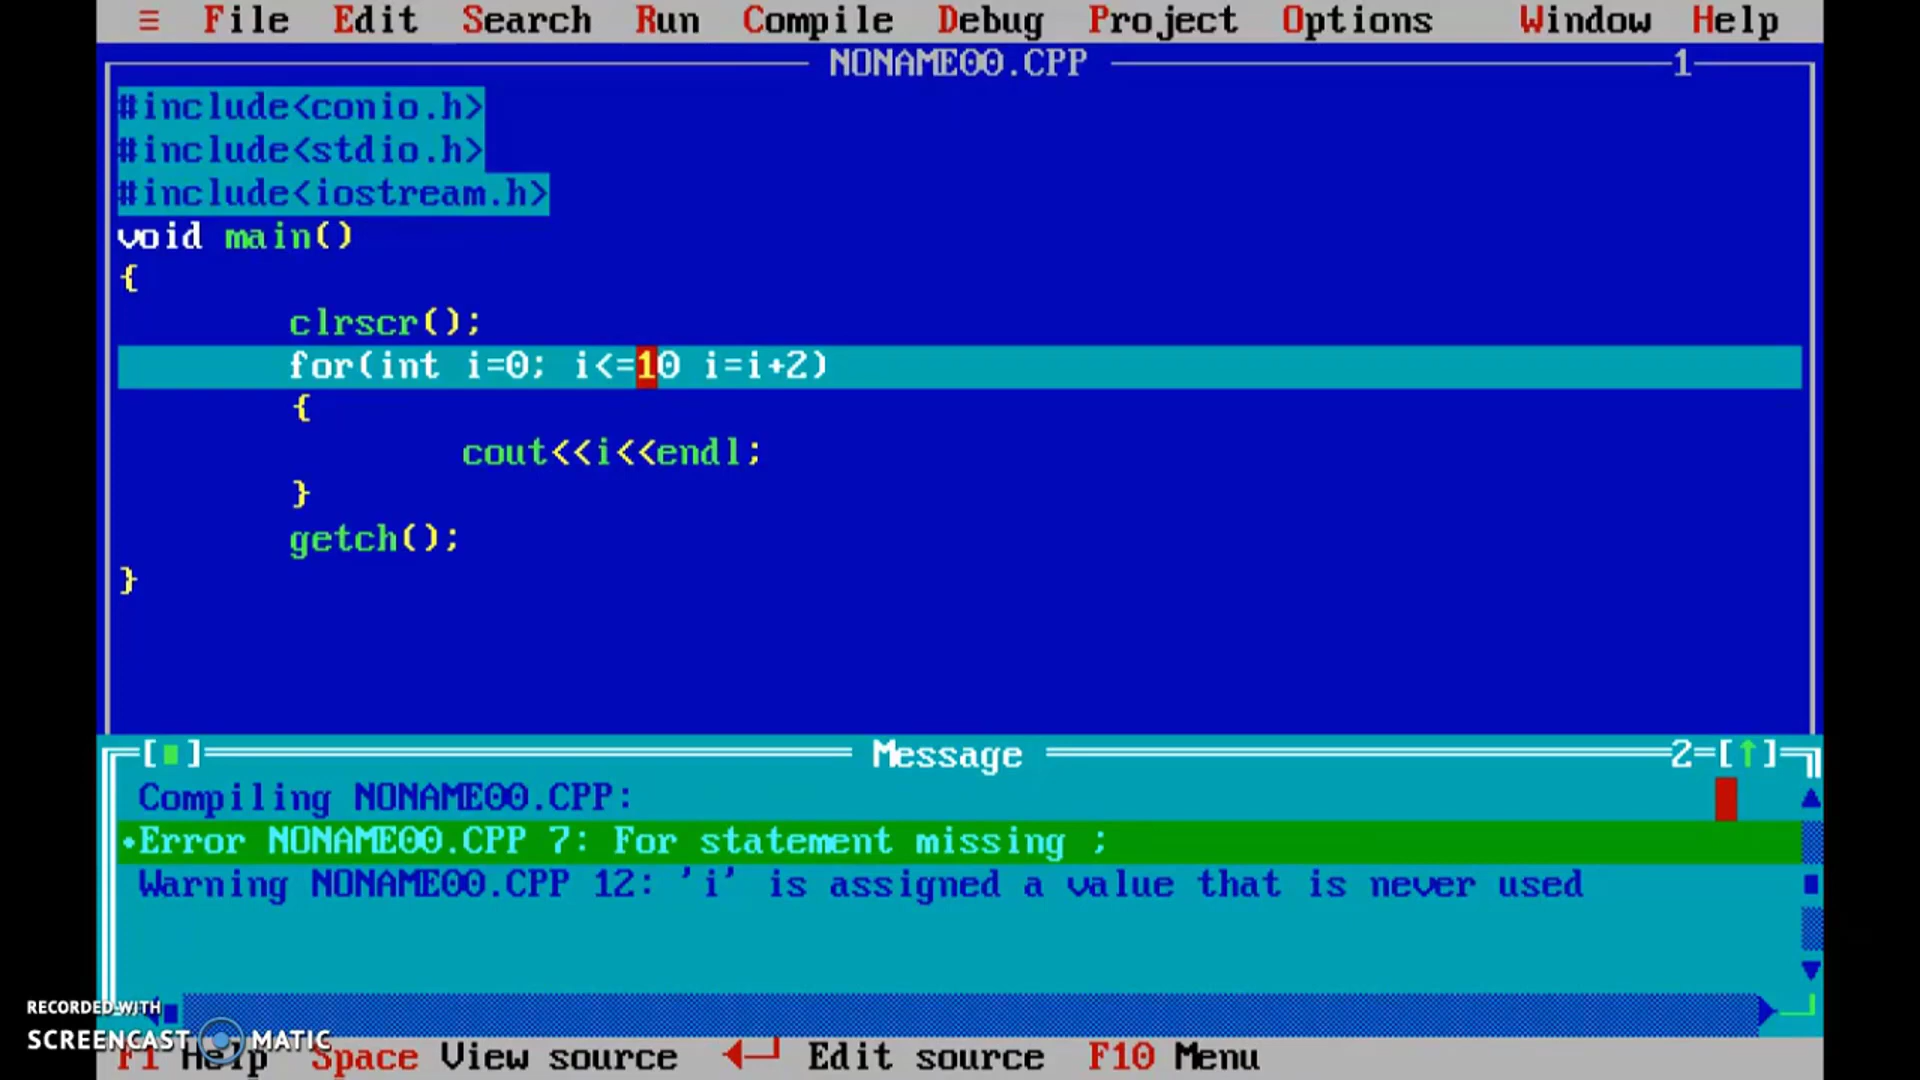 ≡ File Edit Search Run Compile Debug Project Options Window Help
NONAME00.CPP 1
#include<conio.h>
#include<stdio.h>
#include<iostream.h>
void main()
{
clrscr();
for(int i=0; i<=10 i=i+2)
{
cout<<i<<endl;
}
getch();
}
[■] Message 2=[↑]
Compiling NONAME00.CPP:
•Error NONAME00.CPP 7: For statement missing ;
Warning NONAME00.CPP 12: 'i' is assigned a value that is never used
RECORDED WITH
SCREENCAST MATIC
F1 Help Space View source ◄─┘ Edit source F10 Menu